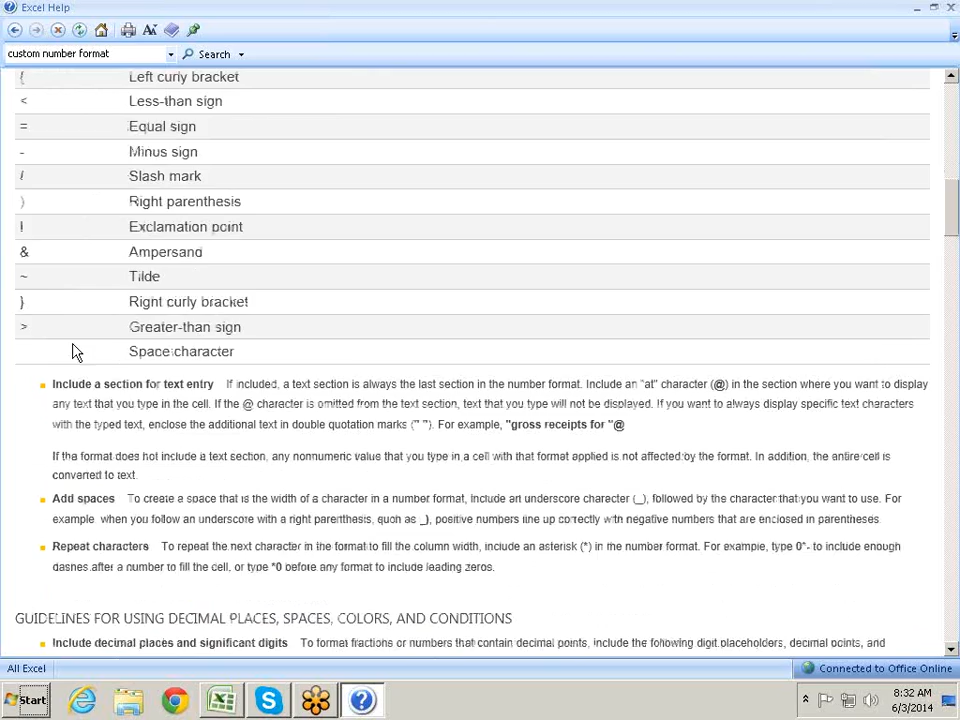 Excel Help
custom number format
Search
{ Left curly bracket
< Less-than sign
= Equal sign
- Minus sign
/ Slash mark
) Right parenthesis
! Exclamation point
& Ampersand
~ Tilde
} Right curly bracket
> Greater-than sign
Space character
Include a section for text entry If included, a text section is always the last section in the number format. Include an "at" character (@) in the section where you want to display
any text that you type in the cell. If the @ character is omitted from the text section, text that you type will not be displayed. If you want to always display specific text characters
with the typed text, enclose the additional text in double quotation marks (" "). For example, "gross receipts for "@
If the format does not include a text section, any nonnumeric value that you type in a cell with that format applied is not affected by the format. In addition, the entire cell is
converted to text.
Add spaces To create a space that is the width of a character in a number format, include an underscore character (_), followed by the character that you want to use. For
example when you follow an underscore with a right parenthesis, such as _), positive numbers line up correctly with negative numbers that are enclosed in parentheses
Repeat characters To repeat the next character in the format to fill the column width, include an asterisk (*) in the number format. For example, type 0*- to include enough
dashes after a number to fill the cell, or type *0 before any format to include leading zeros.
GUIDELINES FOR USING DECIMAL PLACES, SPACES, COLORS, AND CONDITIONS
Include decimal places and significant digits To format fractions or numbers that contain decimal points, include the following digit placeholders, decimal points, and
All Excel
Connected to Office Online
Start
8:32 AM
6/3/2014